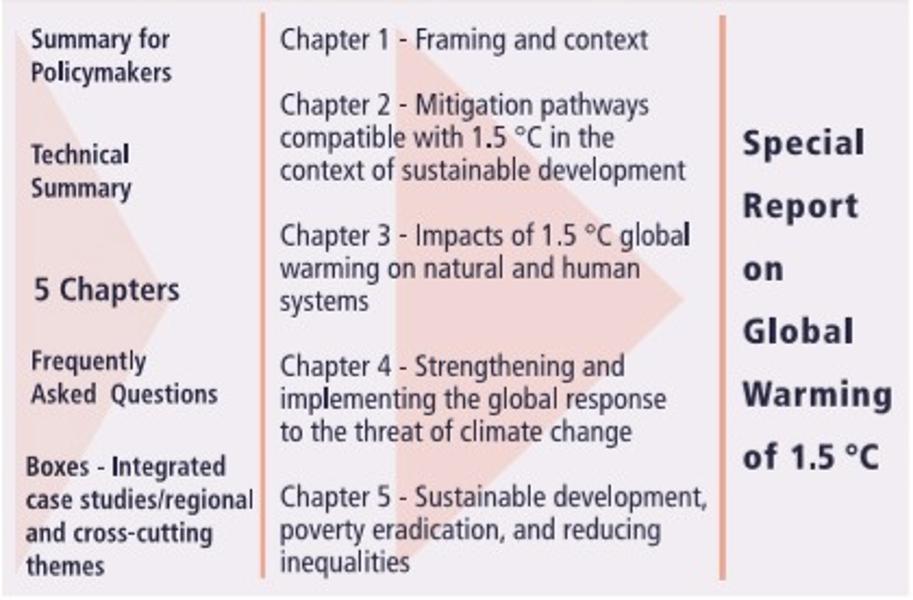 Summary for
Policymakers
Technical
Summary
5 Chapters
Frequently
Asked Questions
Boxes - Integrated
case studies/regional
and cross-cutting
themes
Chapter 1 - Framing and context
Chapter 2 - Mitigation pathways
compatible with 1.5 °C in the
context of sustainable development
Chapter 3 - Impacts of 1.5 °C global
warming on natural and human
systems
Chapter 4 - Strengthening and
implementing the global response
to the threat of climate change
Chapter 5 - Sustainable development,
poverty eradication, and reducing
inequalities
Special
Report
on
Global
Warming
of 1.5 °C